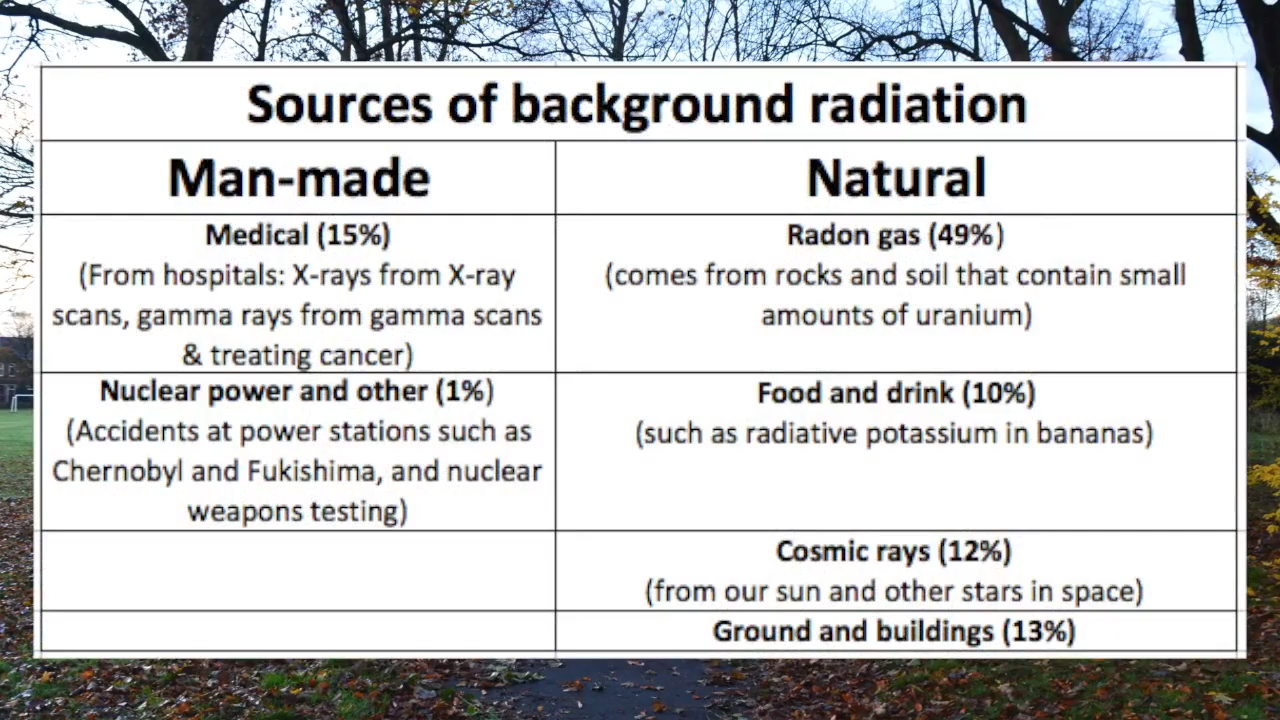 Sources of background radiation
Man-made
Natural
Medical (15%)
(From hospitals: X-rays from X-ray
scans, gamma rays from gamma scans
& treating cancer)
Radon gas (49%)
(comes from rocks and soil that contain small
amounts of uranium)
Nuclear power and other (1%)
(Accidents at power stations such as
Chernobyl and Fukishima, and nuclear
weapons testing)
Food and drink (10%)
(such as radiative potassium in bananas)
Cosmic rays (12%)
(from our sun and other stars in space)
Ground and buildings (13%)